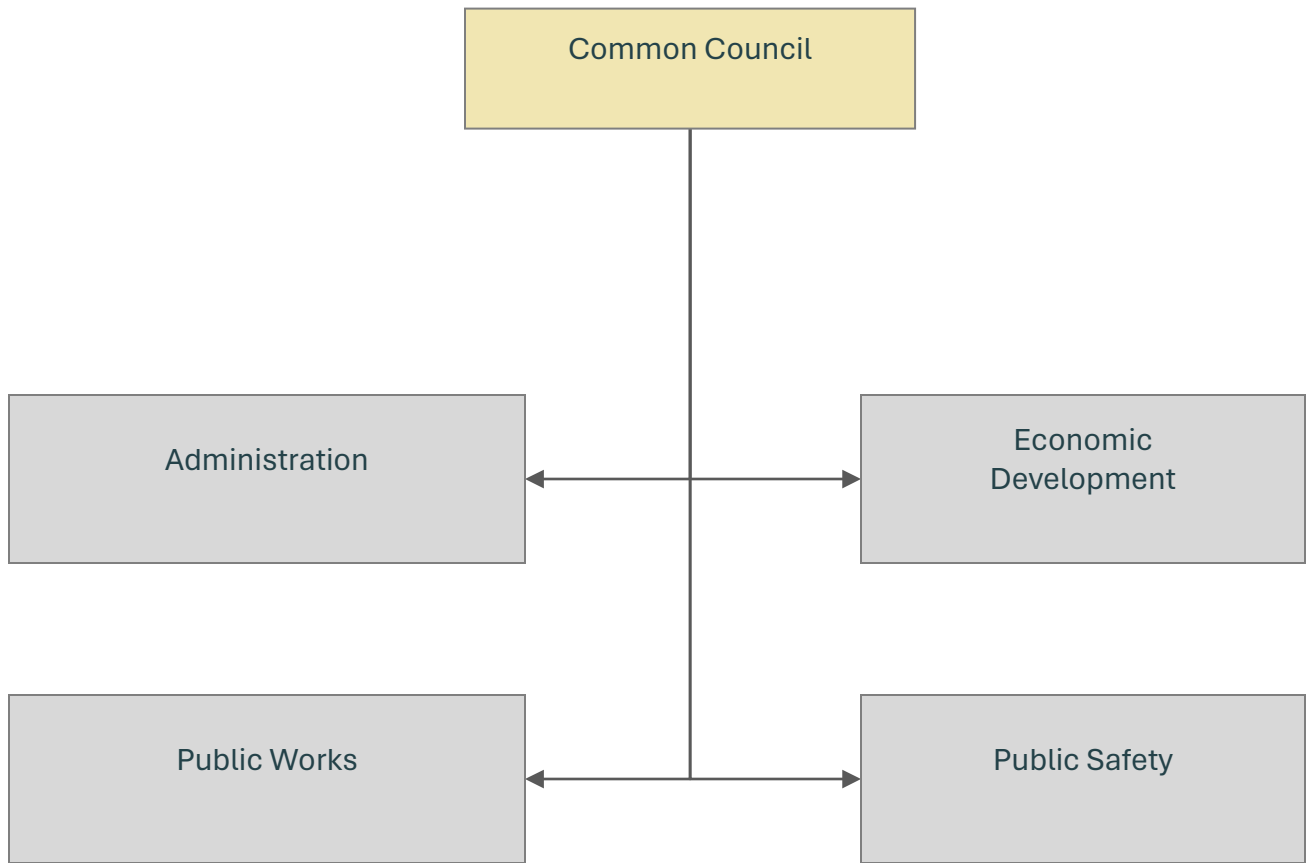 Common Council
Administration
Economic
Development
Public Works
Public Safety